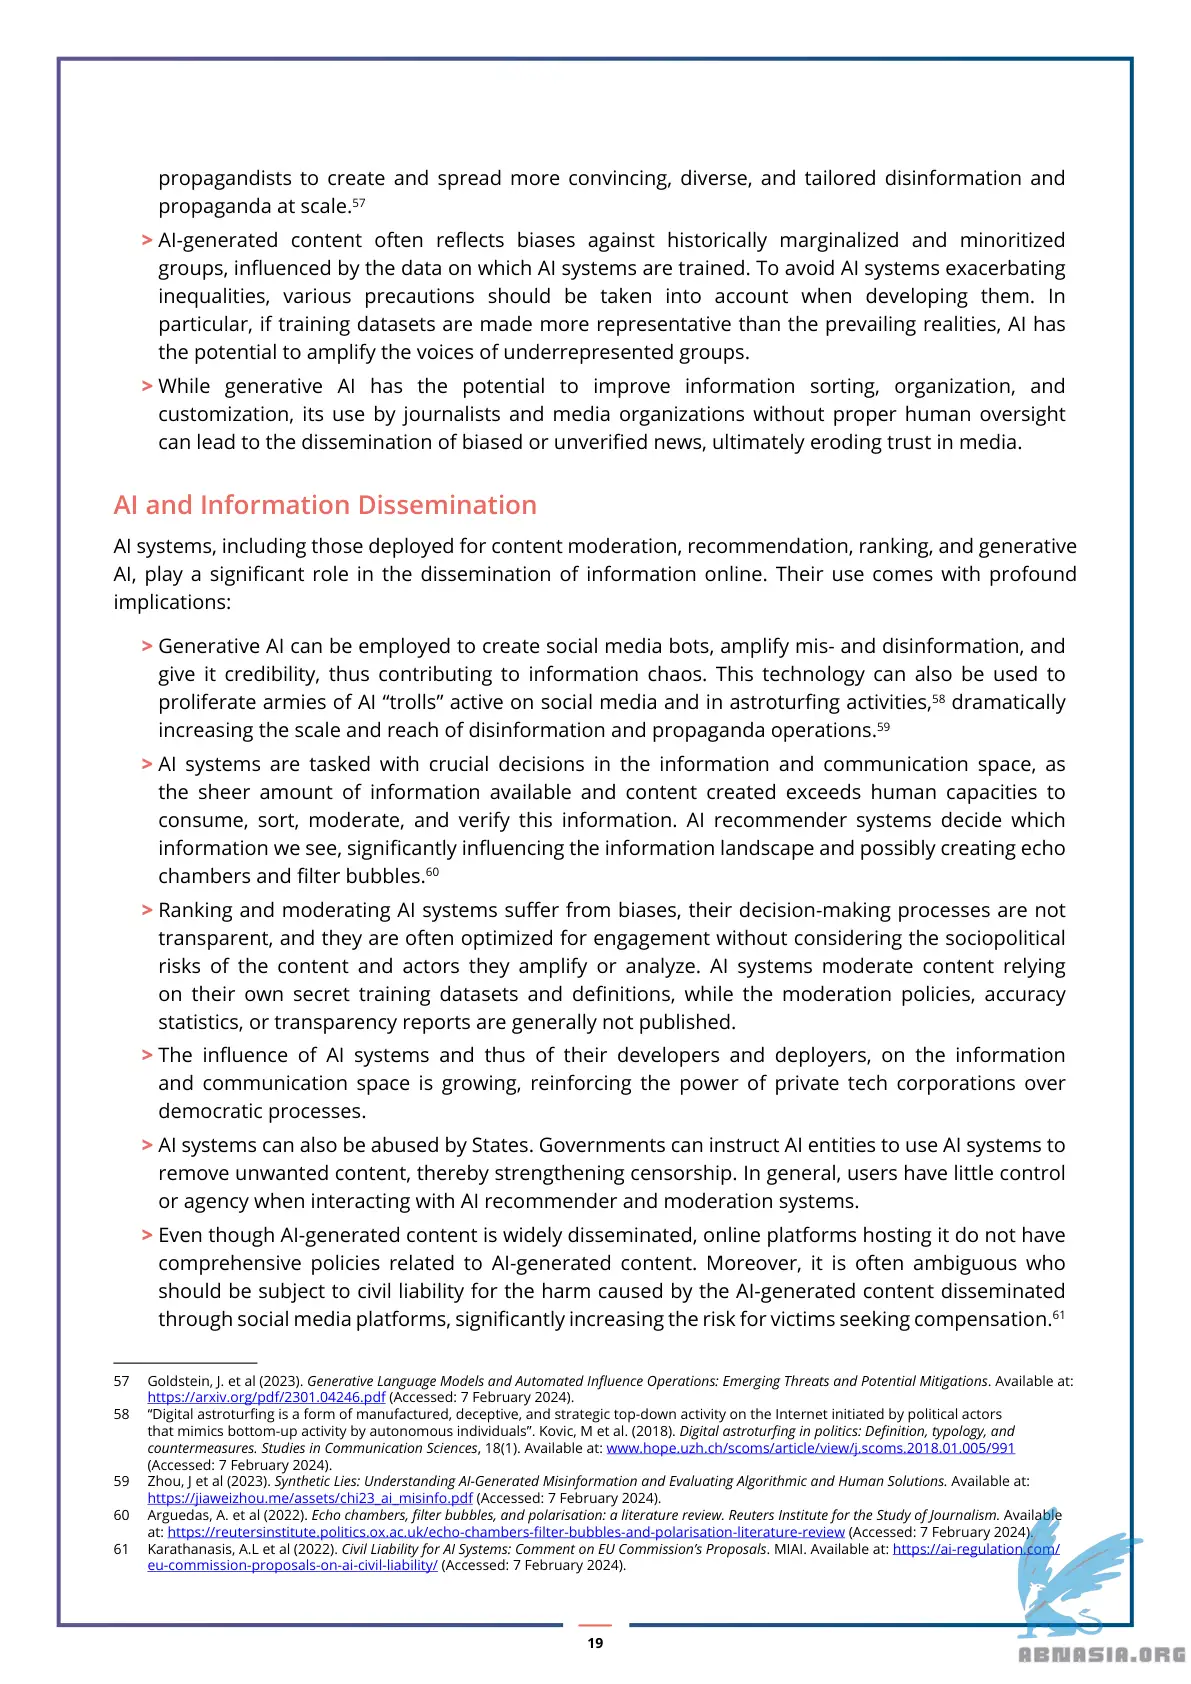 propagandists to create and spread more convincing, diverse, and tailored disinformation and
propaganda at scale.57
> AI-generated content often reflects biases against historically marginalized and minoritized
groups, influenced by the data on which AI systems are trained. To avoid AI systems exacerbating
inequalities, various precautions should be taken into account when developing them. In
particular, if training datasets are made more representative than the prevailing realities, AI has
the potential to amplify the voices of underrepresented groups.
> While generative AI has the potential to improve information sorting, organization, and
customization, its use by journalists and media organizations without proper human oversight
can lead to the dissemination of biased or unverified news, ultimately eroding trust in media.
AI and Information Dissemination
AI systems, including those deployed for content moderation, recommendation, ranking, and generative
AI, play a significant role in the dissemination of information online. Their use comes with profound
implications:
> Generative AI can be employed to create social media bots, amplify mis- and disinformation, and
give it credibility, thus contributing to information chaos. This technology can also be used to
proliferate armies of AI “trolls” active on social media and in astroturfing activities,58 dramatically
increasing the scale and reach of disinformation and propaganda operations.59
> AI systems are tasked with crucial decisions in the information and communication space, as
the sheer amount of information available and content created exceeds human capacities to
consume, sort, moderate, and verify this information. AI recommender systems decide which
information we see, significantly influencing the information landscape and possibly creating echo
chambers and filter bubbles.60
> Ranking and moderating AI systems suffer from biases, their decision-making processes are not
transparent, and they are often optimized for engagement without considering the sociopolitical
risks of the content and actors they amplify or analyze. AI systems moderate content relying
on their own secret training datasets and definitions, while the moderation policies, accuracy
statistics, or transparency reports are generally not published.
> The influence of AI systems and thus of their developers and deployers, on the information
and communication space is growing, reinforcing the power of private tech corporations over
democratic processes.
> AI systems can also be abused by States. Governments can instruct AI entities to use AI systems to
remove unwanted content, thereby strengthening censorship. In general, users have little control
or agency when interacting with AI recommender and moderation systems.
> Even though AI-generated content is widely disseminated, online platforms hosting it do not have
comprehensive policies related to AI-generated content. Moreover, it is often ambiguous who
should be subject to civil liability for the harm caused by the AI-generated content disseminated
through social media platforms, significantly increasing the risk for victims seeking compensation.61
57 Goldstein, J. et al (2023). Generative Language Models and Automated Influence Operations: Emerging Threats and Potential Mitigations. Available at:
https://arxiv.org/pdf/2301.04246.pdf (Accessed: 7 February 2024).
58 “Digital astroturfing is a form of manufactured, deceptive, and strategic top-down activity on the Internet initiated by political actors
that mimics bottom-up activity by autonomous individuals”. Kovic, M et al. (2018). Digital astroturfing in politics: Definition, typology, and
countermeasures. Studies in Communication Sciences, 18(1). Available at: www.hope.uzh.ch/scoms/article/view/j.scoms.2018.01.005/991
(Accessed: 7 February 2024).
59 Zhou, J et al (2023). Synthetic Lies: Understanding AI-Generated Misinformation and Evaluating Algorithmic and Human Solutions. Available at:
https://jiaweizhou.me/assets/chi23_ai_misinfo.pdf (Accessed: 7 February 2024).
60 Arguedas, A. et al (2022). Echo chambers, filter bubbles, and polarisation: a literature review. Reuters Institute for the Study of Journalism. Available
at: https://reutersinstitute.politics.ox.ac.uk/echo-chambers-filter-bubbles-and-polarisation-literature-review (Accessed: 7 February 2024).
61 Karathanasis, A.L et al (2022). Civil Liability for AI Systems: Comment on EU Commission’s Proposals. MIAI. Available at: https://ai-regulation.com/
eu-commission-proposals-on-ai-civil-liability/ (Accessed: 7 February 2024).
19
ABNASIA.ORG